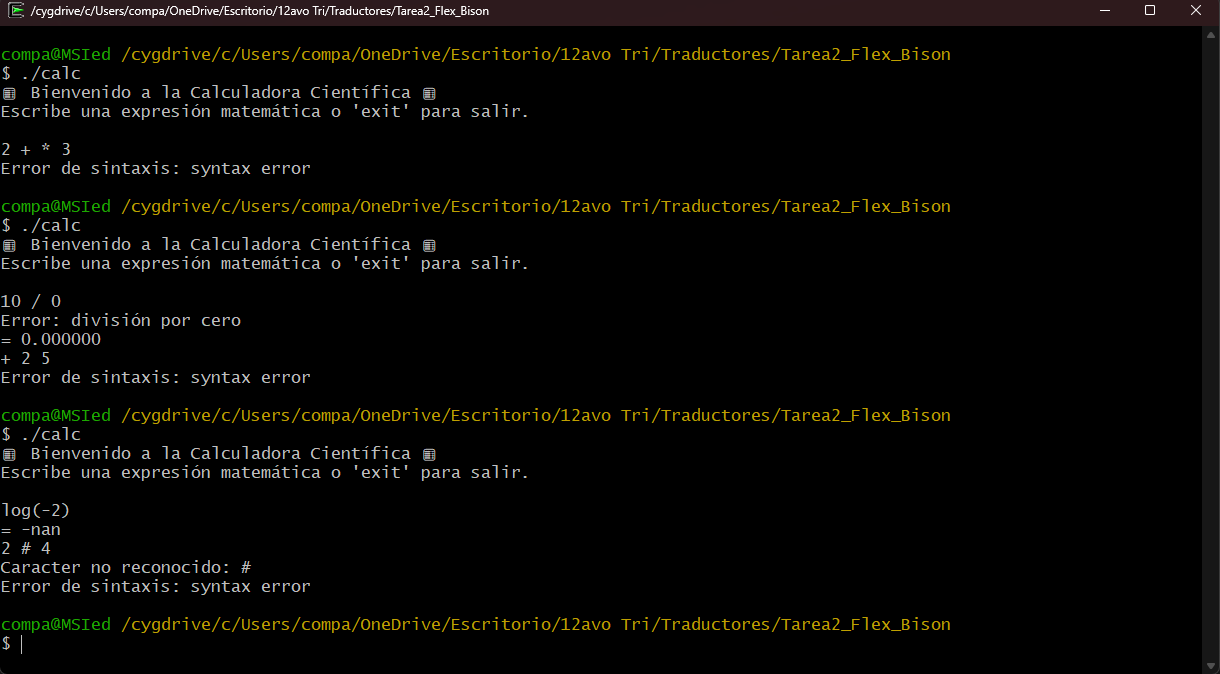 /cygdrive/c/Users/compa/OneDrive/Escritorio/12avo Tri/Traductores/Tarea2_Flex_Bison
compa@MSIed /cygdrive/c/Users/compa/OneDrive/Escritorio/12avo Tri/Traductores/Tarea2_Flex_Bison
$ ./calc
🧮 Bienvenido a la Calculadora Científica 🧮
Escribe una expresión matemática o 'exit' para salir.
2 + * 3
Error de sintaxis: syntax error
compa@MSIed /cygdrive/c/Users/compa/OneDrive/Escritorio/12avo Tri/Traductores/Tarea2_Flex_Bison
$ ./calc
🧮 Bienvenido a la Calculadora Científica 🧮
Escribe una expresión matemática o 'exit' para salir.
10 / 0
Error: división por cero
= 0.000000
+ 2 5
Error de sintaxis: syntax error
compa@MSIed /cygdrive/c/Users/compa/OneDrive/Escritorio/12avo Tri/Traductores/Tarea2_Flex_Bison
$ ./calc
🧮 Bienvenido a la Calculadora Científica 🧮
Escribe una expresión matemática o 'exit' para salir.
log(-2)
= -nan
2 # 4
Caracter no reconocido: #
Error de sintaxis: syntax error
compa@MSIed /cygdrive/c/Users/compa/OneDrive/Escritorio/12avo Tri/Traductores/Tarea2_Flex_Bison
$